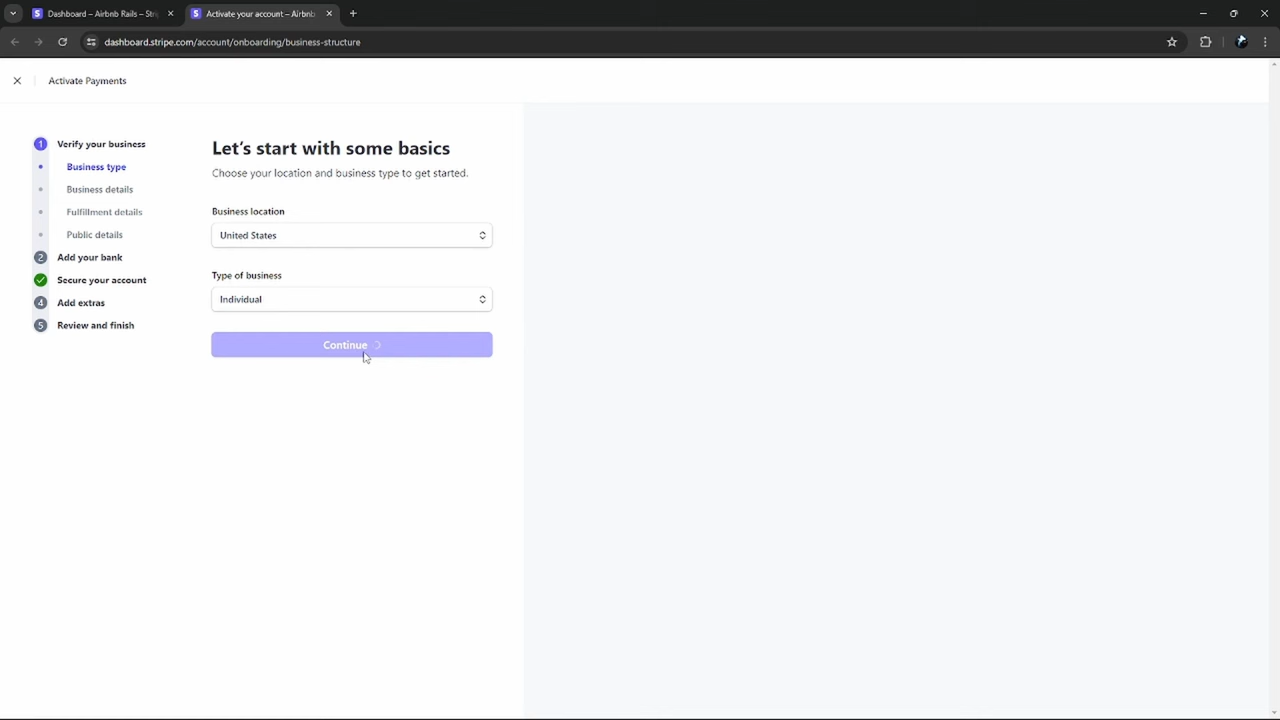 Dashboard – Airbnb Rails – Str
Activate your account – Airbnb
dashboard.stripe.com/account/onboarding/business-structure
Activate Payments
1 Verify your business
Business type
Business details
Fulfillment details
Public details
2 Add your bank
Secure your account
4 Add extras
5 Review and finish
Let's start with some basics
Choose your location and business type to get started.
Business location
United States
Type of business
Individual
Continue